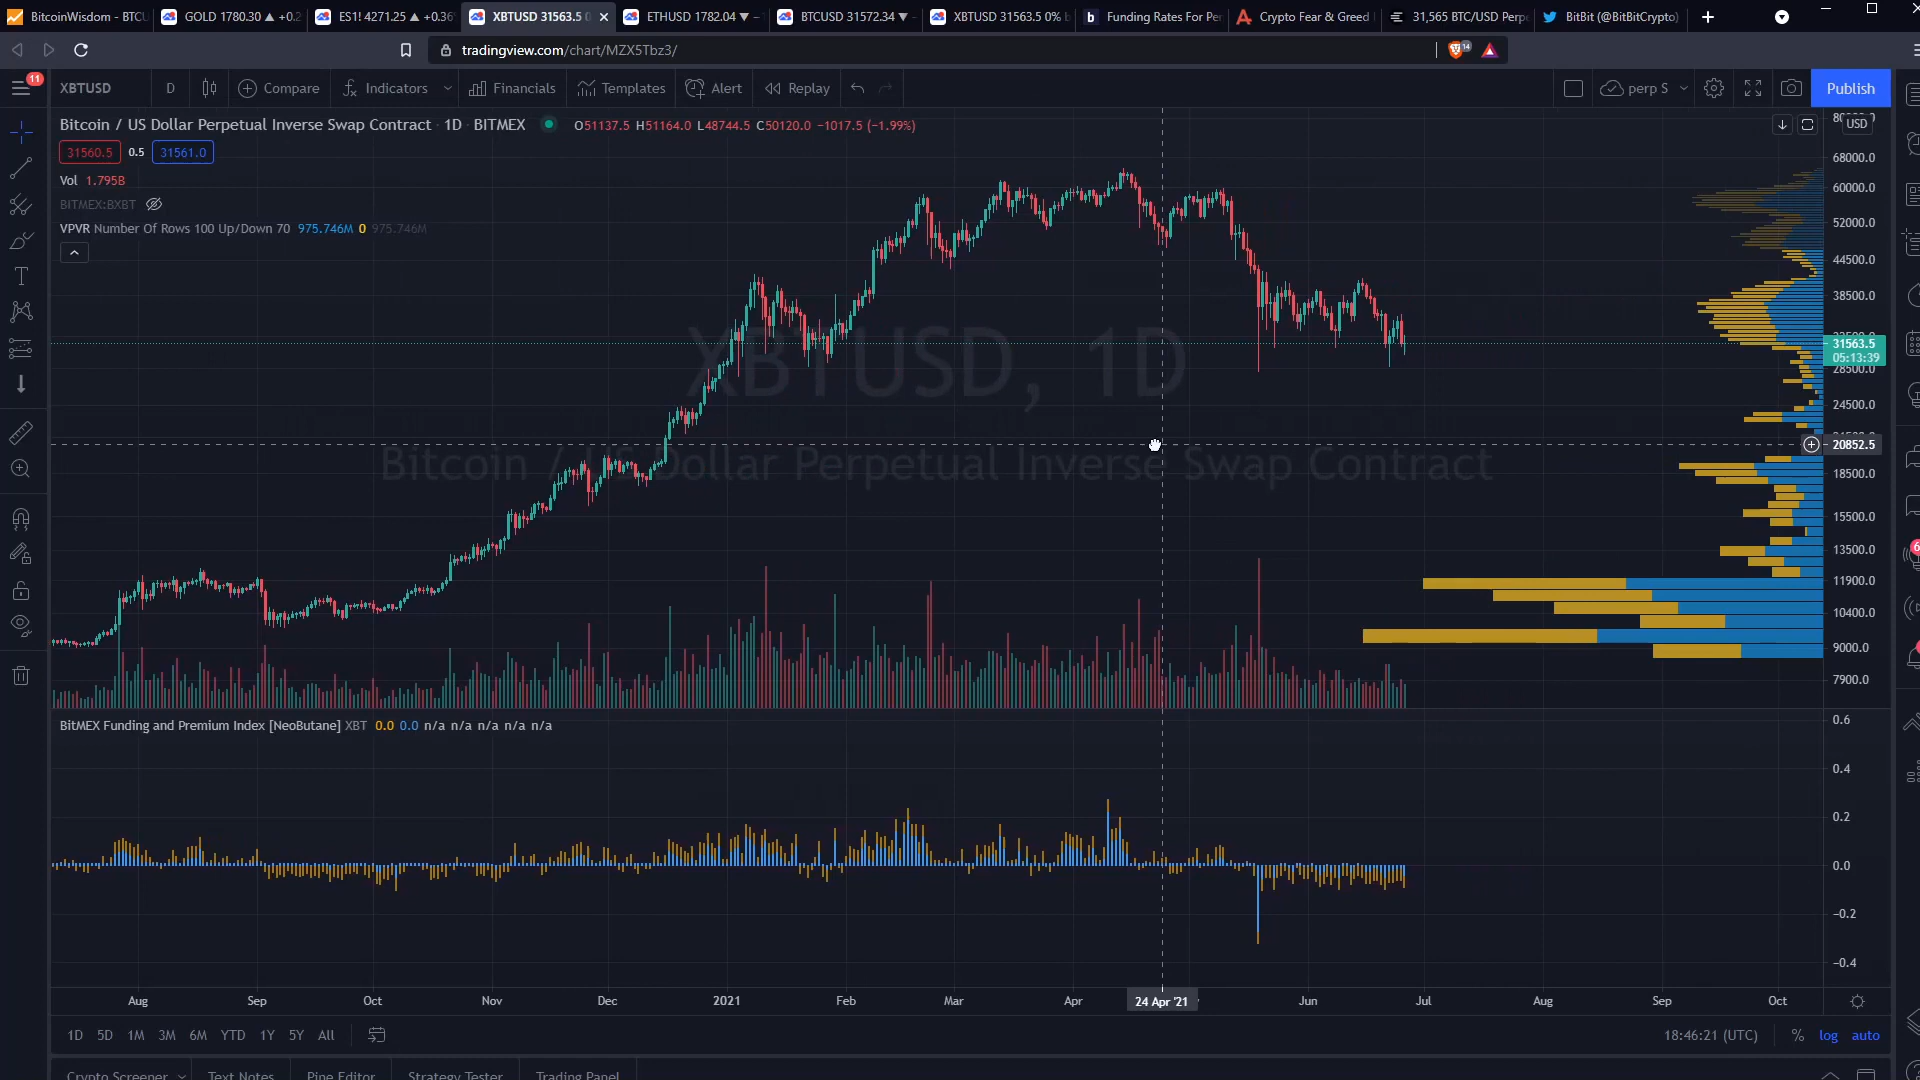 BitcoinWisdom - BTCU GOLD 1780.30 ▲ +0.2 ES1! 4271.25 ▲ +0.36 XBTUSD 31563.5 0 ETHUSD 1782.04 ▼ − BTCUSD 31572.34 ▼ − XBTUSD 31563.5 0% b Funding Rates For Per Crypto Fear & Greed 31,565 BTC/USD Perpe BitBit (@BitBitCrypto)
tradingview.com/chart/MZX5Tbz3/ 14
11 XBTUSD D Compare Indicators Financials Templates Alert Replay perp S Publish
Bitcoin / US Dollar Perpetual Inverse Swap Contract · 1D · BITMEX O51137.5 H51164.0 L48744.5 C50120.0 −1017.5 (−1.99%)
USD
31560.5 0.5 31561.0
Vol 1.795B
BITMEX:BXBT
VPVR Number Of Rows 100 Up/Down 70 975.746M 0 975.746M
68000.0
60000.0
52000.0
44500.0
38500.0
31563.5
05:13:39
28500.0
24500.0
20852.5
18500.0
15500.0
13500.0
11900.0
10400.0
9000.0
7900.0
XBTUSD, 1D
Bitcoin / US Dollar Perpetual Inverse Swap Contract
BitMEX Funding and Premium Index [NeoButane] XBT 0.0 0.0 n/a n/a n/a n/a n/a
0.6
0.4
0.2
0.0
−0.2
−0.4
Aug Sep Oct Nov Dec 2021 Feb Mar Apr 24 Apr '21 Jun Jul Aug Sep Oct
1D 5D 1M 3M 6M YTD 1Y 5Y All 18:46:21 (UTC) % log auto
Crypto Screener Text Notes Pine Editor Strategy Tester Trading Panel